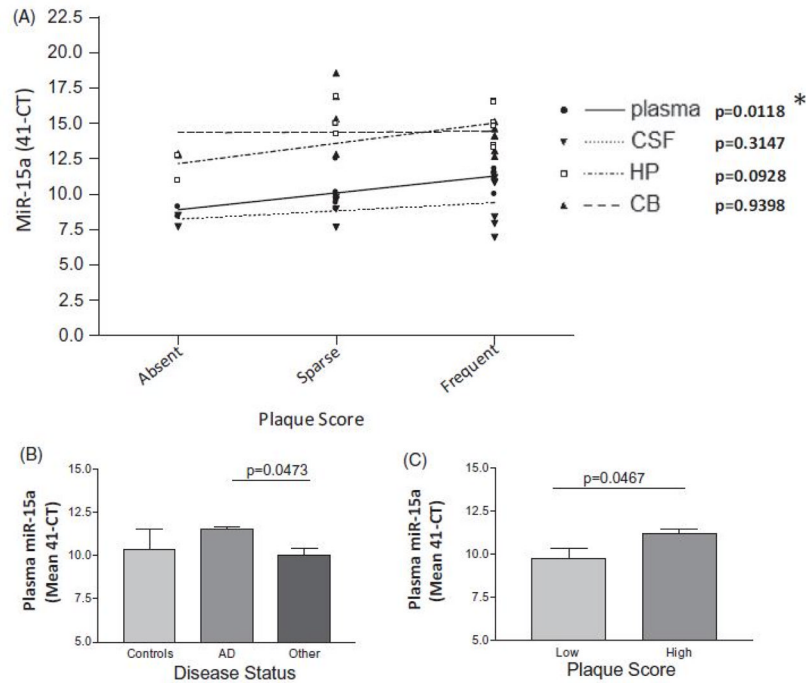 (A)
MiR-15a (41-CT)
22.5
20.0
17.5
15.0
12.5
10.0
7.5
5.0
2.5
0.0
Absent
Sparse
Frequent
Plaque Score
plasma p=0.0118 *
CSF p=0.3147
HP p=0.0928
CB p=0.9398
(B)
Plasma miR-15a
(Mean 41-CT)
15.0
12.5
10.0
7.5
5.0
p=0.0473
Controls
AD
Other
Disease Status
(C)
Plasma miR-15a
(Mean 41-CT)
15.0
12.5
10.0
7.5
5.0
p=0.0467
Low
High
Plaque Score